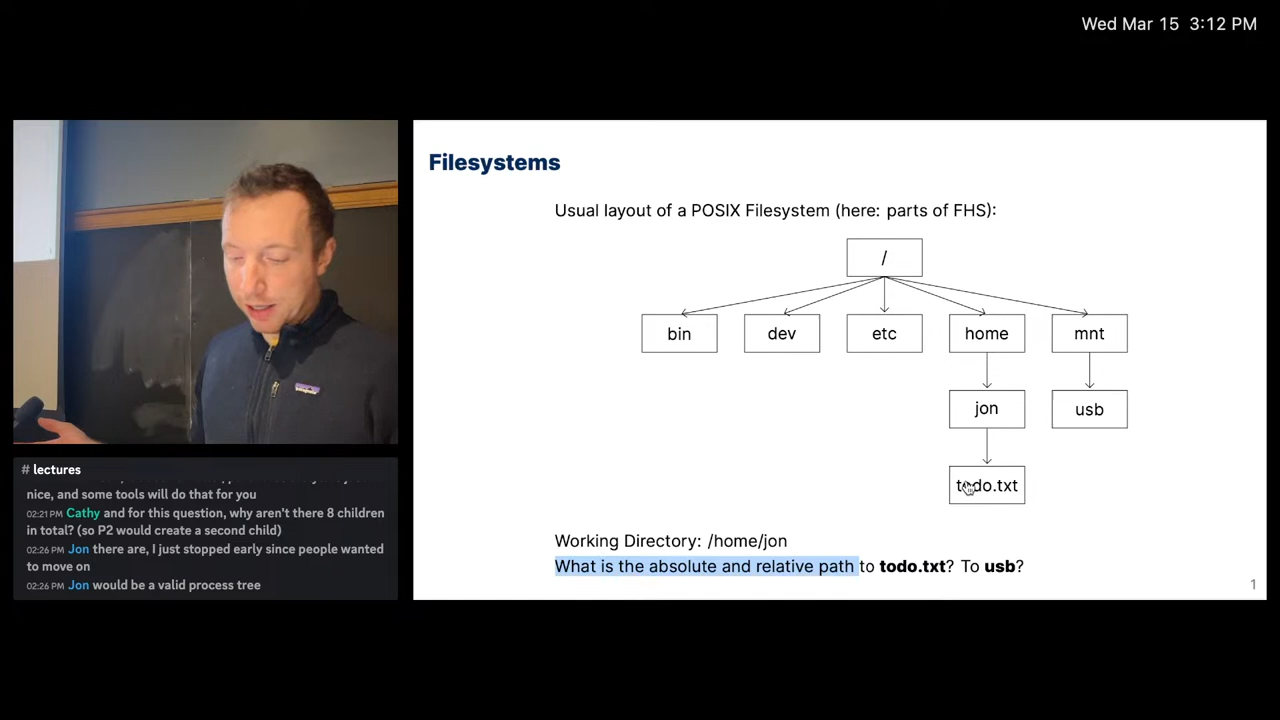 Wed Mar 15 3:12 PM
Filesystems
Usual layout of a POSIX Filesystem (here: parts of FHS):
/
bin dev etc home mnt
jon usb
todo.txt
Working Directory: /home/jon
What is the absolute and relative path to todo.txt? To usb?
1
# lectures
nice, and some tools will do that for you
02:21 PM Cathy and for this question, why aren't there 8 children
in total? (so P2 would create a second child)
02:26 PM Jon there are, I just stopped early since people wanted
to move on
02:26 PM Jon would be a valid process tree